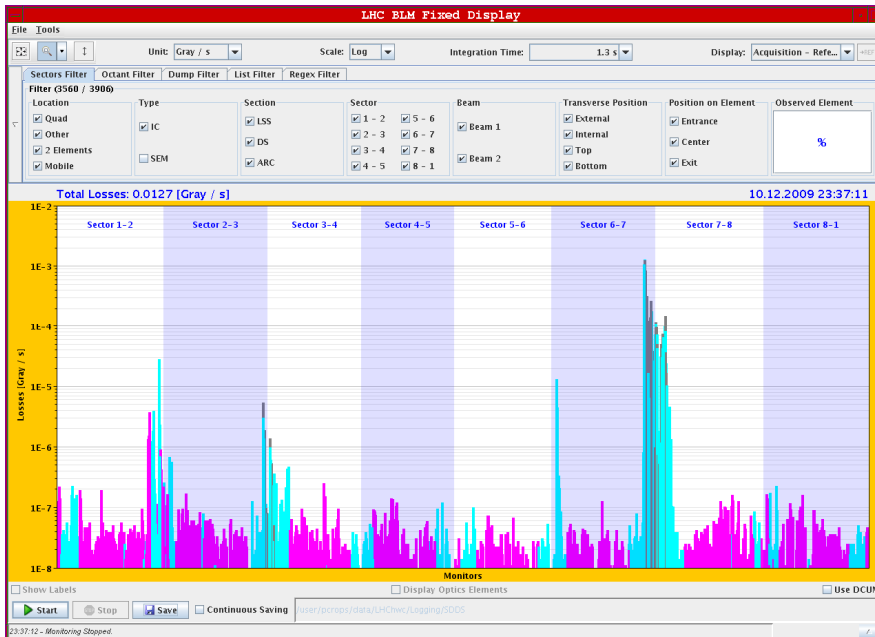 LHC BLM Fixed Display
File Tools
Unit: Gray / s Scale: Log Integration Time: 1.3 s Display: Acquisition - Refe...
Sectors Filter Octant Filter Dump Filter List Filter Regex Filter
Filter (3560 / 3906)
Location Type Section Sector Beam Transverse Position Position on Element Observed Element
Quad IC LSS 1 - 2 5 - 6 Beam 1 External Entrance %
Other DS 2 - 3 6 - 7 Internal Center
2 Elements SEM ARC 3 - 4 7 - 8 Beam 2 Top Exit
Mobile 4 - 5 8 - 1 Bottom
Total Losses: 0.0127 [Gray / s] 10.12.2009 23:37:11
1E-2
Sector 1-2 Sector 2-3 Sector 3-4 Sector 4-5 Sector 5-6 Sector 6-7 Sector 7-8 Sector 8-1
1E-3
1E-4
Losses [Gray / s]
1E-5
1E-6
1E-7
1E-8
Monitors
Show Labels Display Optics Elements Use DCUM
Start Stop Save Continuous Saving /user/pcrops/data/LHChwc/Logging/SDDS
23:37:12 - Monitoring Stopped.